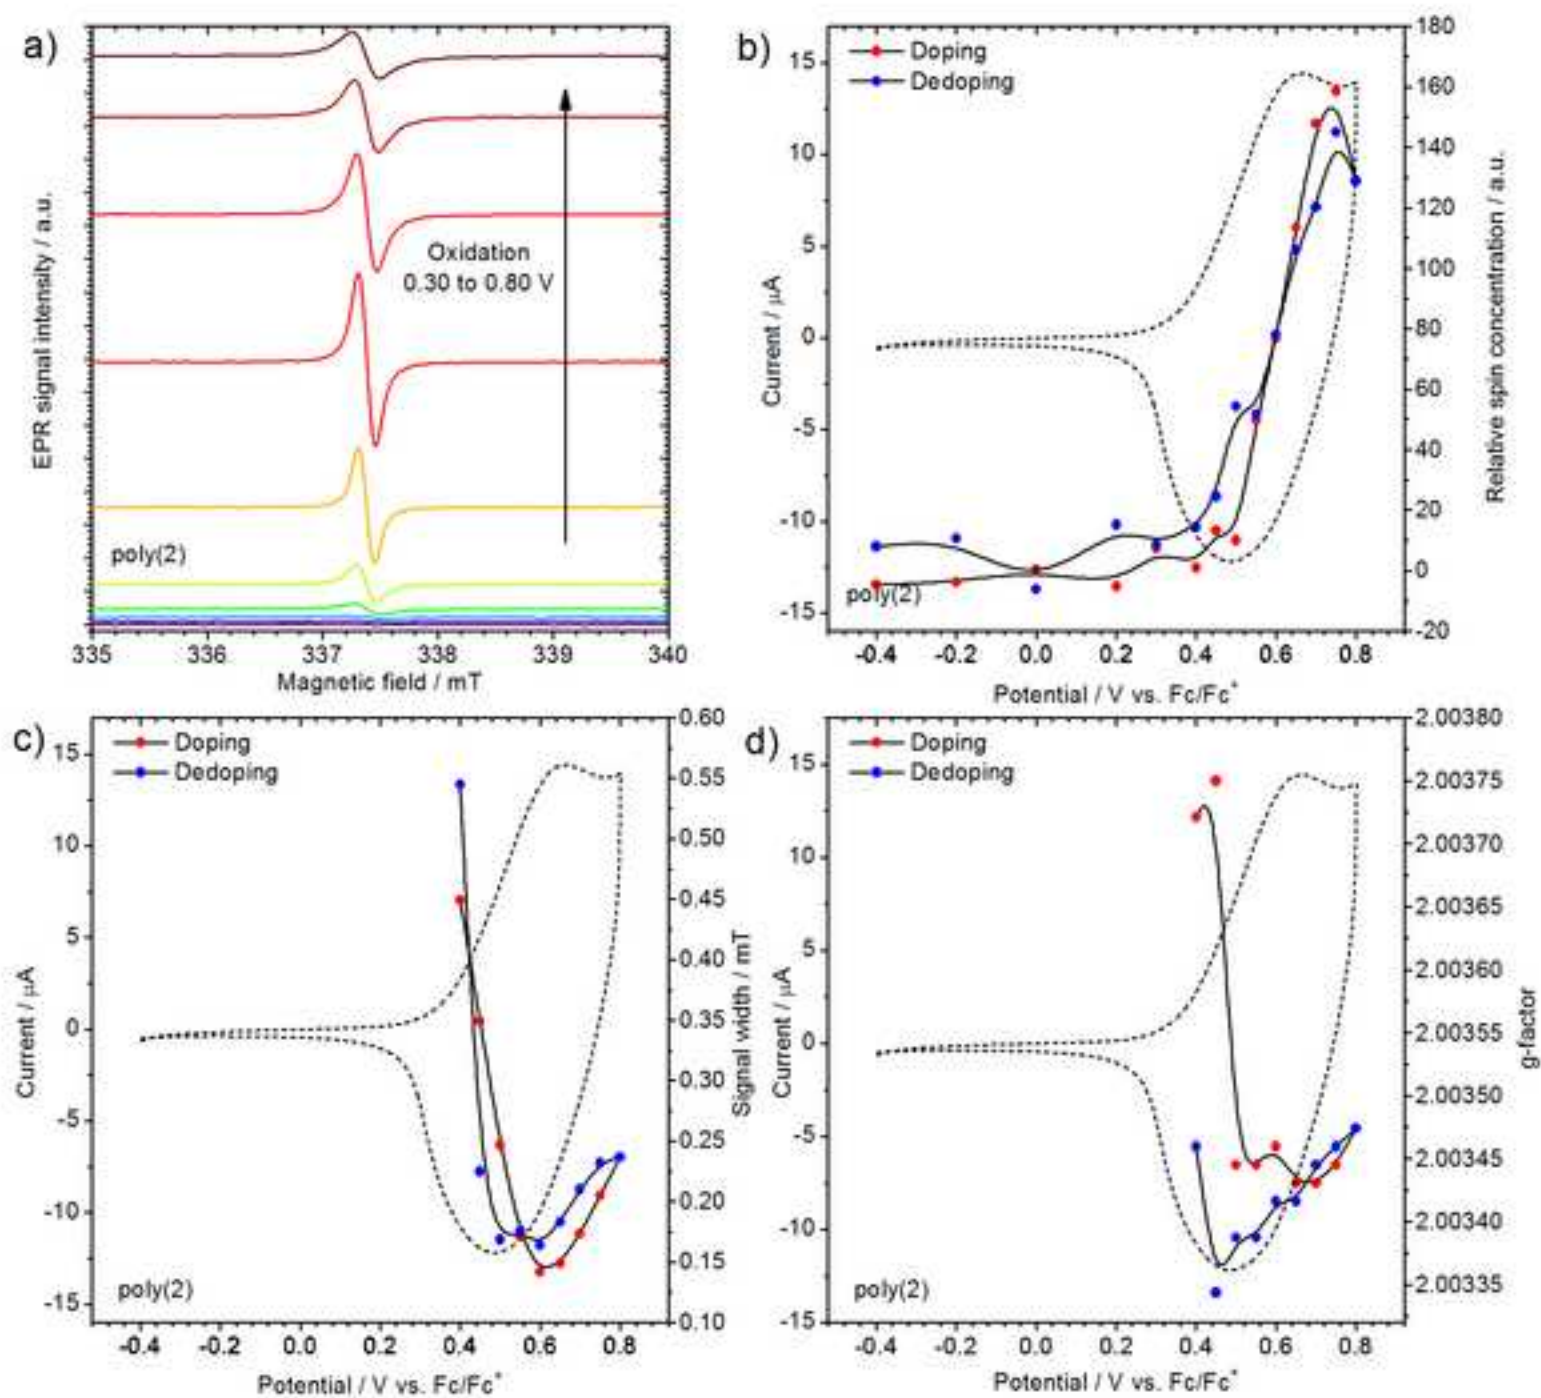 a)
EPR signal intensity / a.u.
Oxidation
0.30 to 0.80 V
poly(2)
335
336
337
338
339
340
Magnetic field / mT
b)
Doping
Dedoping
15
10
5
0
-5
-10
-15
Current / μA
180
160
140
120
100
80
60
40
20
0
-20
Relative spin concentration / a.u.
poly(2)
-0.4
-0.2
0.0
0.2
0.4
0.6
0.8
Potential / V vs. Fc/Fc⁺
c)
Doping
Dedoping
15
10
5
0
-5
-10
-15
Current / μA
0.60
0.55
0.50
0.45
0.40
0.35
0.30
0.25
0.20
0.15
0.10
Signal width / mT
poly(2)
-0.4
-0.2
0.0
0.2
0.4
0.6
0.8
Potential / V vs. Fc/Fc⁺
d)
Doping
Dedoping
15
10
5
0
-5
-10
-15
Current / μA
2.00380
2.00375
2.00370
2.00365
2.00360
2.00355
2.00350
2.00345
2.00340
2.00335
g-factor
poly(2)
-0.4
-0.2
0.0
0.2
0.4
0.6
0.8
Potential / V vs. Fc/Fc⁺